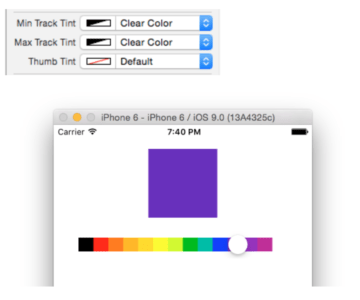 Min Track Tint Clear Color
Max Track Tint Clear Color
Thumb Tint Default
iPhone 6 - iPhone 6 / iOS 9.0 (13A4325c)
Carrier 7:40 PM